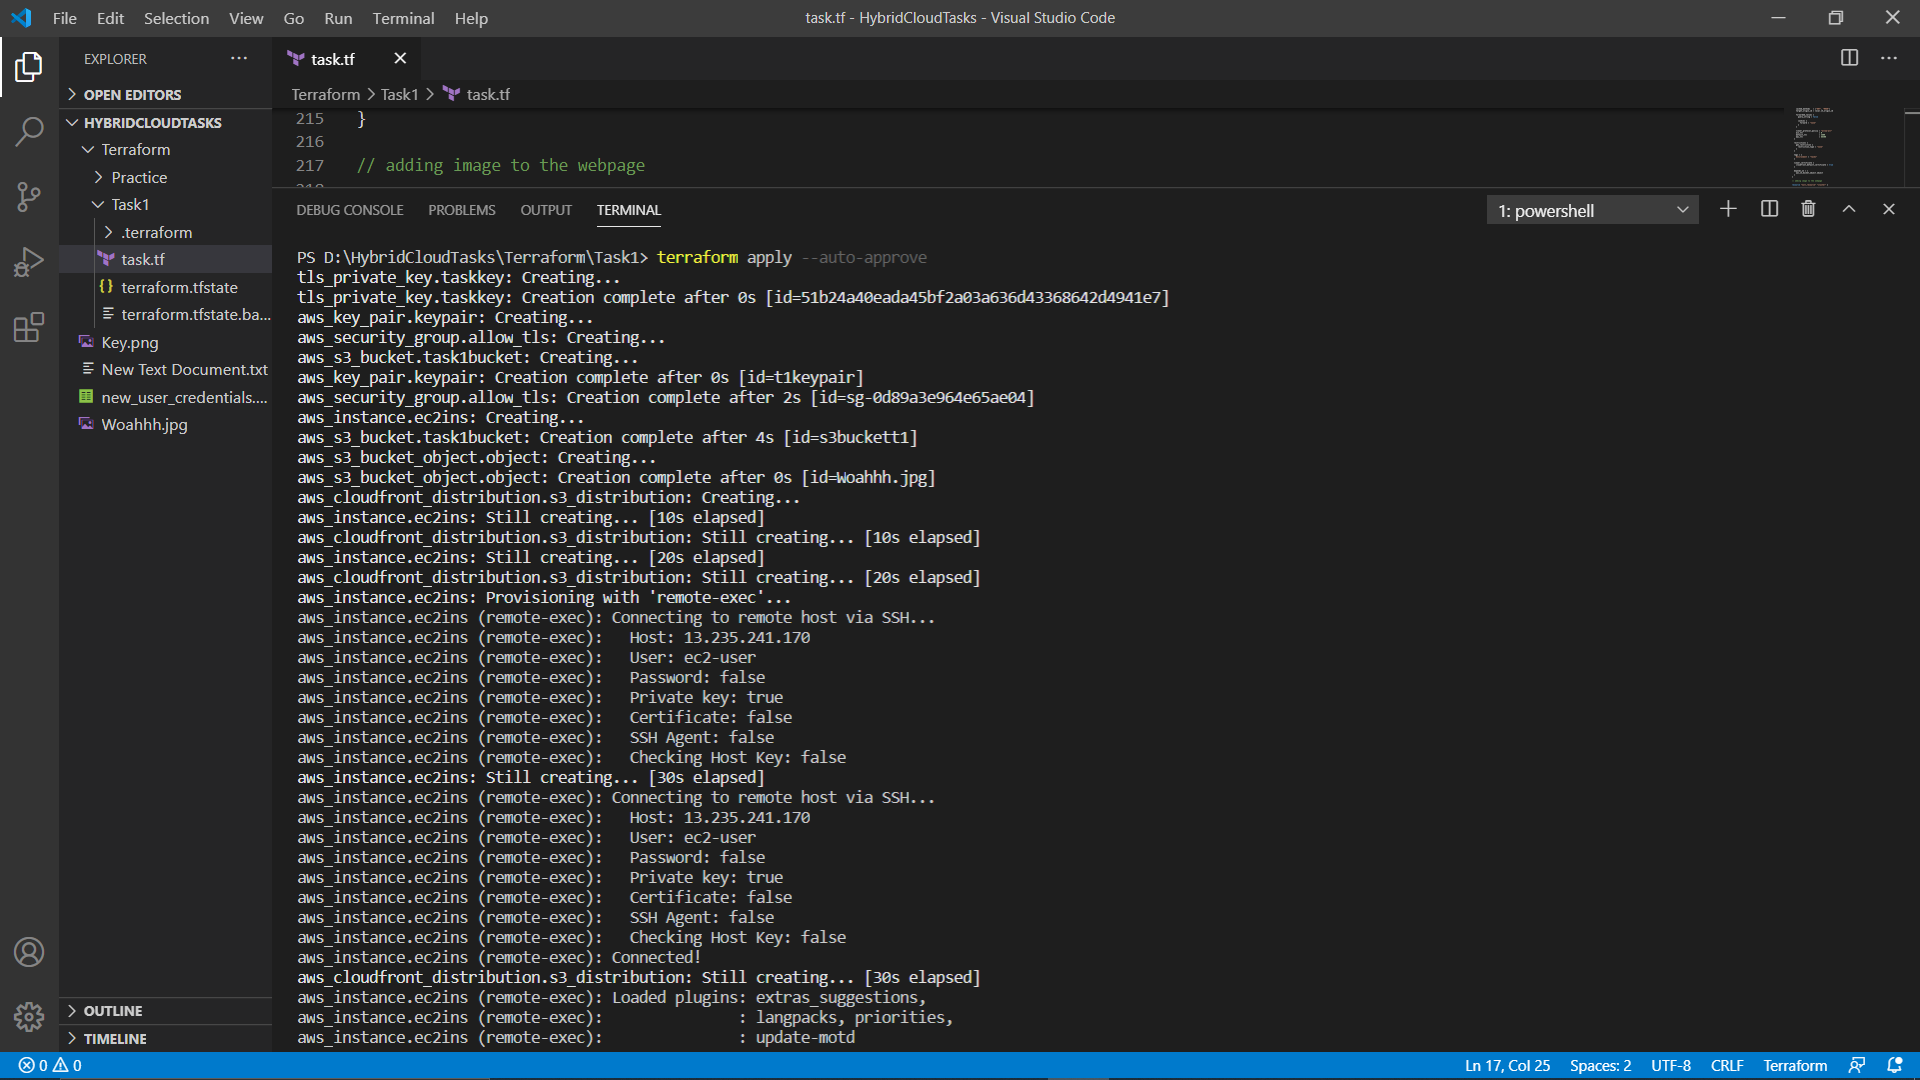 File Edit Selection View Go Run Terminal Help
task.tf - HybridCloudTasks - Visual Studio Code
EXPLORER
OPEN EDITORS
HYBRIDCLOUDTASKS
Terraform
Practice
Task1
.terraform
task.tf
terraform.tfstate
terraform.tfstate.ba...
Key.png
New Text Document.txt
new_user_credentials....
Woahhh.jpg
OUTLINE
TIMELINE
task.tf
Terraform > Task1 > task.tf
215 }
216
217 // adding image to the webpage
DEBUG CONSOLE PROBLEMS OUTPUT TERMINAL
1: powershell
PS D:\HybridCloudTasks\Terraform\Task1> terraform apply --auto-approve
tls_private_key.taskkey: Creating...
tls_private_key.taskkey: Creation complete after 0s [id=51b24a40eada45bf2a03a636d43368642d4941e7]
aws_key_pair.keypair: Creating...
aws_security_group.allow_tls: Creating...
aws_s3_bucket.task1bucket: Creating...
aws_key_pair.keypair: Creation complete after 0s [id=t1keypair]
aws_security_group.allow_tls: Creation complete after 2s [id=sg-0d89a3e964e65ae04]
aws_instance.ec2ins: Creating...
aws_s3_bucket.task1bucket: Creation complete after 4s [id=s3buckett1]
aws_s3_bucket_object.object: Creating...
aws_s3_bucket_object.object: Creation complete after 0s [id=Woahhh.jpg]
aws_cloudfront_distribution.s3_distribution: Creating...
aws_instance.ec2ins: Still creating... [10s elapsed]
aws_cloudfront_distribution.s3_distribution: Still creating... [10s elapsed]
aws_instance.ec2ins: Still creating... [20s elapsed]
aws_cloudfront_distribution.s3_distribution: Still creating... [20s elapsed]
aws_instance.ec2ins: Provisioning with 'remote-exec'...
aws_instance.ec2ins (remote-exec): Connecting to remote host via SSH...
aws_instance.ec2ins (remote-exec):   Host: 13.235.241.170
aws_instance.ec2ins (remote-exec):   User: ec2-user
aws_instance.ec2ins (remote-exec):   Password: false
aws_instance.ec2ins (remote-exec):   Private key: true
aws_instance.ec2ins (remote-exec):   Certificate: false
aws_instance.ec2ins (remote-exec):   SSH Agent: false
aws_instance.ec2ins (remote-exec):   Checking Host Key: false
aws_instance.ec2ins: Still creating... [30s elapsed]
aws_instance.ec2ins (remote-exec): Connecting to remote host via SSH...
aws_instance.ec2ins (remote-exec):   Host: 13.235.241.170
aws_instance.ec2ins (remote-exec):   User: ec2-user
aws_instance.ec2ins (remote-exec):   Password: false
aws_instance.ec2ins (remote-exec):   Private key: true
aws_instance.ec2ins (remote-exec):   Certificate: false
aws_instance.ec2ins (remote-exec):   SSH Agent: false
aws_instance.ec2ins (remote-exec):   Checking Host Key: false
aws_instance.ec2ins (remote-exec): Connected!
aws_cloudfront_distribution.s3_distribution: Still creating... [30s elapsed]
aws_instance.ec2ins (remote-exec): Loaded plugins: extras_suggestions,
aws_instance.ec2ins (remote-exec):               : langpacks, priorities,
aws_instance.ec2ins (remote-exec):               : update-motd
0 0 Ln 17, Col 25 Spaces: 2 UTF-8 CRLF Terraform